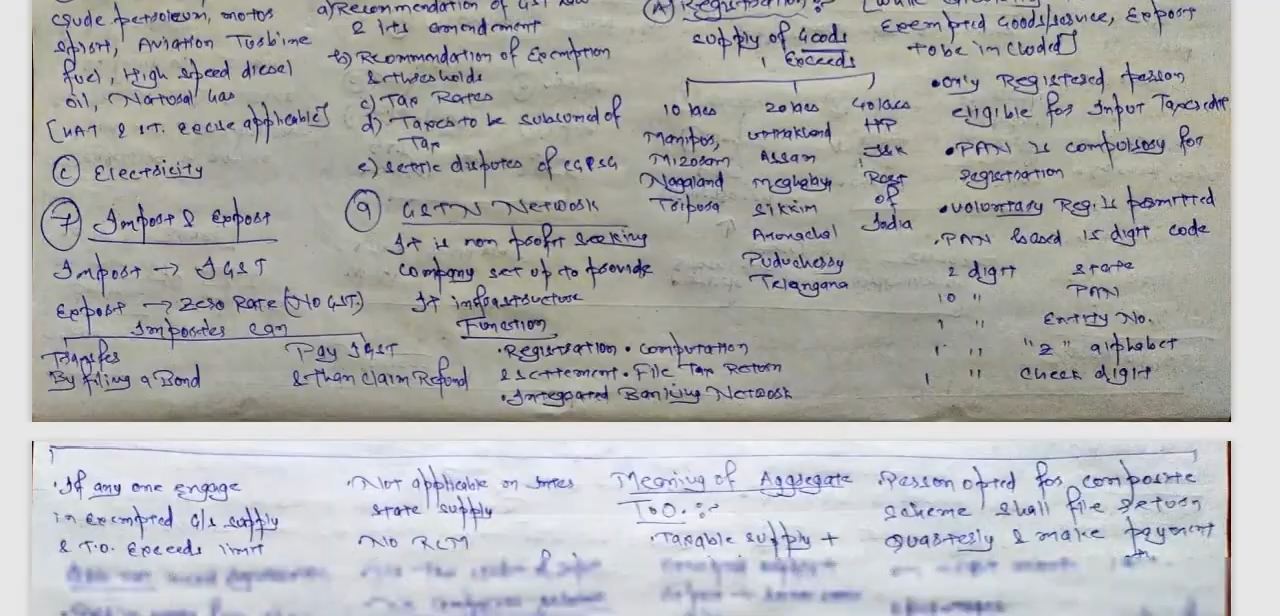 crude petroleum, motor
spirit, Aviation Turbine
fuel, High speed diesel
oil, Natural Gas
[VAT & ST. applicable]
(C) Electricity
(7) Import & Export
Import → IGST
Export → Zero Rate (No GST.)
Importer can
Transfer
By filing a Bond
Pay IGST
& than claim Refund
a) Recommendation of GST
& its amendment
b) Recommendation of Exemption
& thresholds
c) Tax Rates
d) Taxes to be subsumed of
Tax
e) settle disputes of
(9) GSTN Network
It is non profit seeking
company set up to provide
It infrastructure
Function
• Registration • computation
& settlement • File Tax Return
• Integrated Banking Network
(A) Registration :-
supply of Goods
Exceeds
10 lacs
Manipur,
Mizoram
Nagaland
Tripura
20 lacs
Uttrakhand
Assam
Meghalya
Sikkim
Arunachal
Puducherry
Telangana
40 lacs
HP
J&K
Rest
of
India
Exempted Goods/service, Export
to be included]
• Only Registered person
eligible for Input Tax credit
• PAN is compulsory for
registration
• Voluntary Reg. is permitted
• PAN based 15 digit code
2 digit state
10 " PAN
1 " Entity No.
1 " "Z" alphabet
1 " check digit
• If any one engage
in exempted G/s supply
& T.O. Exceeds limit
• Not applicable on inter
state supply
NO RCM
Meaning of Aggregate
T.O. :-
• Taxable supply +
Person opted for composite
scheme shall file return
Quarterly & make payment